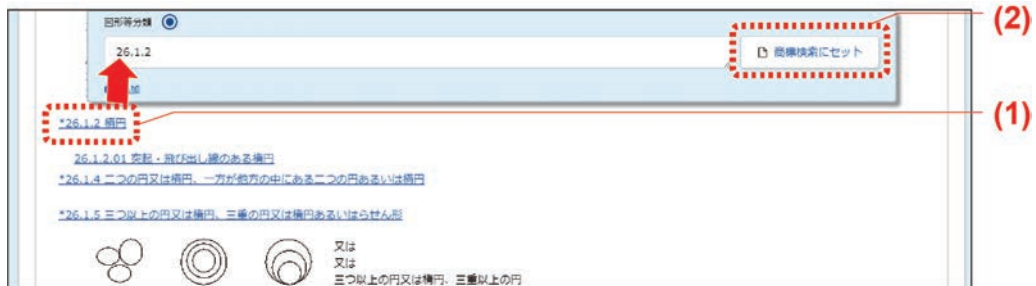 図形等分類
(2)
26.1.2
商標検索にセット
追加
(1)
*26.1.2 楕円
26.1.2.01 突起・飛び出し線のある楕円
*26.1.4 二つの円又は楕円、一方が他方の中にある二つの円あるいは楕円
*26.1.5 三つ以上の円又は楕円、三重の円又は楕円あるいはらせん形
又は
又は
三つ以上の円又は楕円、三重以上の円